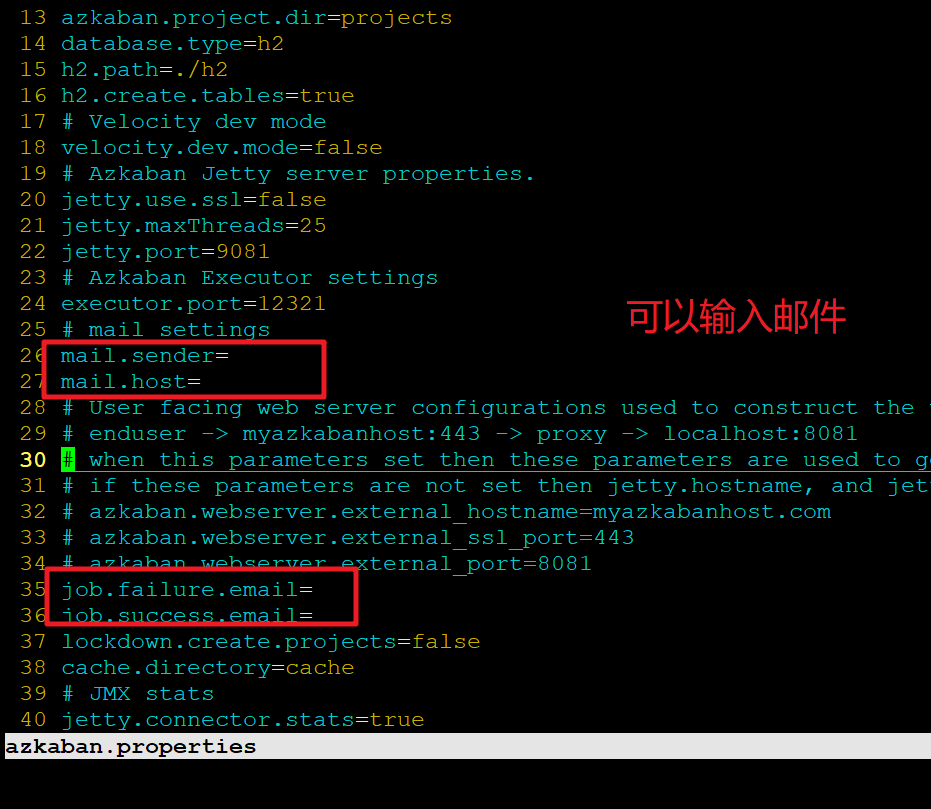 13 azkaban.project.dir=projects
14 database.type=h2
15 h2.path=./h2
16 h2.create.tables=true
17 # Velocity dev mode
18 velocity.dev.mode=false
19 # Azkaban Jetty server properties.
20 jetty.use.ssl=false
21 jetty.maxThreads=25
22 jetty.port=9081
23 # Azkaban Executor settings
24 executor.port=12321
可以输入邮件
25 # mail settings
26 mail.sender=
27 mail.host=
28 # User facing web server configurations used to construct the
29 # enduser -> myazkabanhost:443 -> proxy -> localhost:8081
30 # when this parameters set then these parameters are used to g
31 # if these parameters are not set then jetty.hostname, and jet
32 # azkaban.webserver.external_hostname=myazkabanhost.com
33 # azkaban.webserver.external_ssl_port=443
34 # azkaban.webserver.external_port=8081
35 job.failure.email=
36 job.success.email=
37 lockdown.create.projects=false
38 cache.directory=cache
39 # JMX stats
40 jetty.connector.stats=true
azkaban.properties